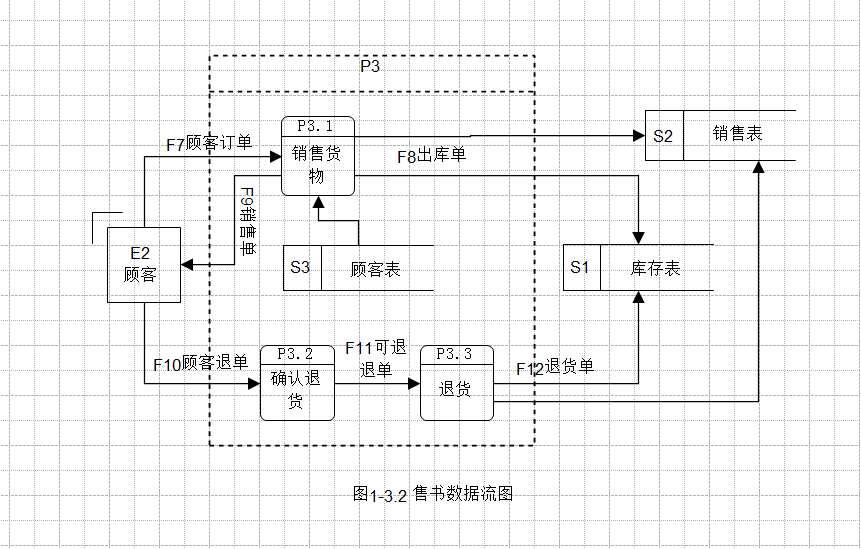 P3
P3.1
销售货
物
F7顾客订单
F8出库单
S2
销售表
F9销售单
E2
顾客
S3
顾客表
S1
库存表
F10顾客退单
P3.2
确认退
货
F11可退
退单
P3.3
退货
F12退货单
图1-3.2 售书数据流图